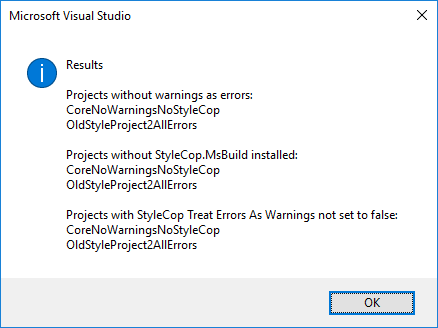 Microsoft Visual Studio
Results
Projects without warnings as errors:
CoreNoWarningsNoStyleCop
OldStyleProject2AllErrors
Projects without StyleCop.MsBuild installed:
CoreNoWarningsNoStyleCop
OldStyleProject2AllErrors
Projects with StyleCop Treat Errors As Warnings not set to false:
CoreNoWarningsNoStyleCop
OldStyleProject2AllErrors
OK